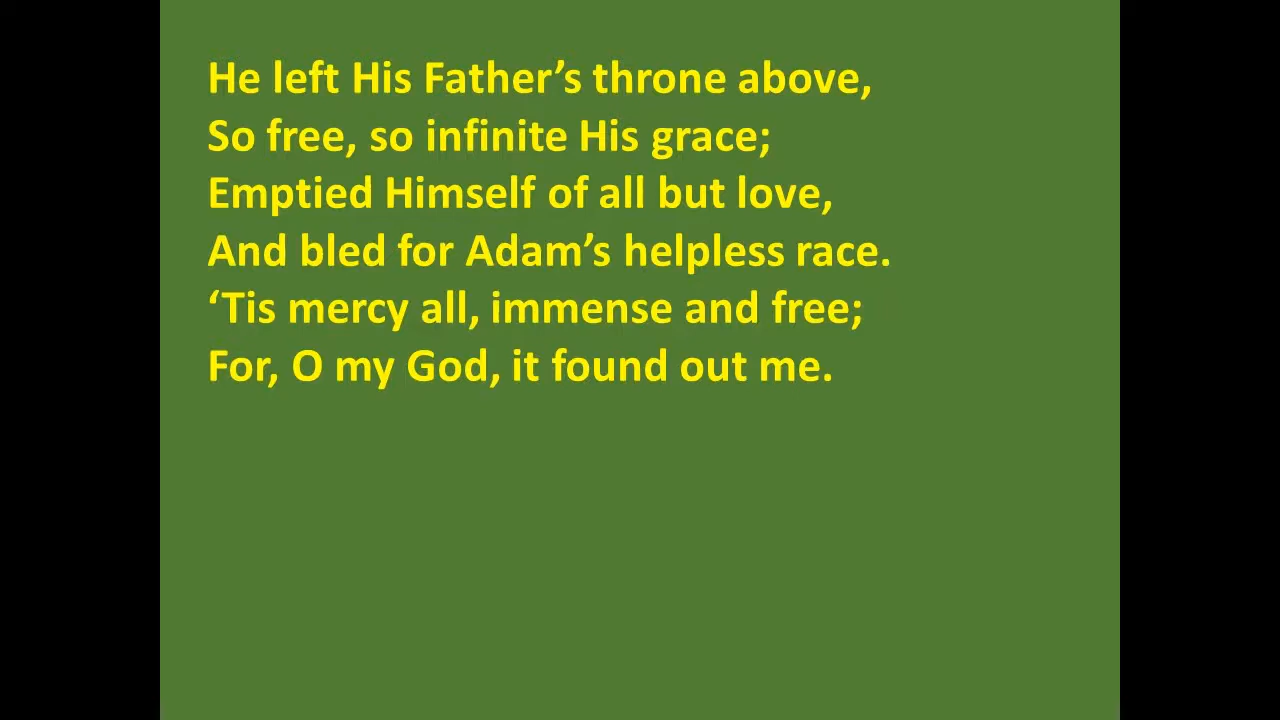 He left His Father’s throne above,
So free, so infinite His grace;
Emptied Himself of all but love,
And bled for Adam’s helpless race.
‘Tis mercy all, immense and free;
For, O my God, it found out me.